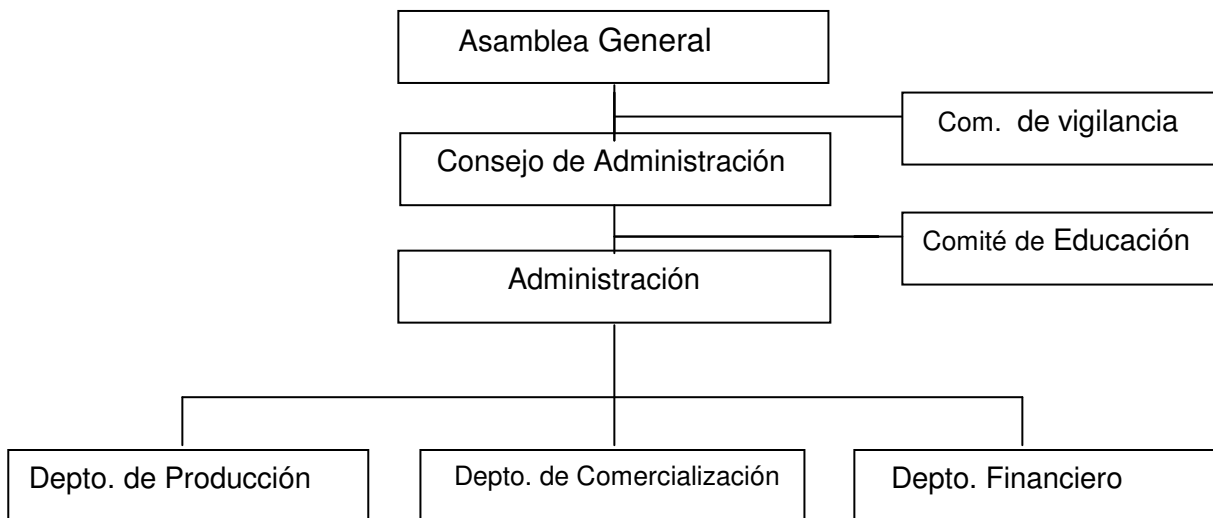 Asamblea General
Com. de vigilancia
Consejo de Administración
Comité de Educación
Administración
Depto. de Producción
Depto. de Comercialización
Depto. Financiero